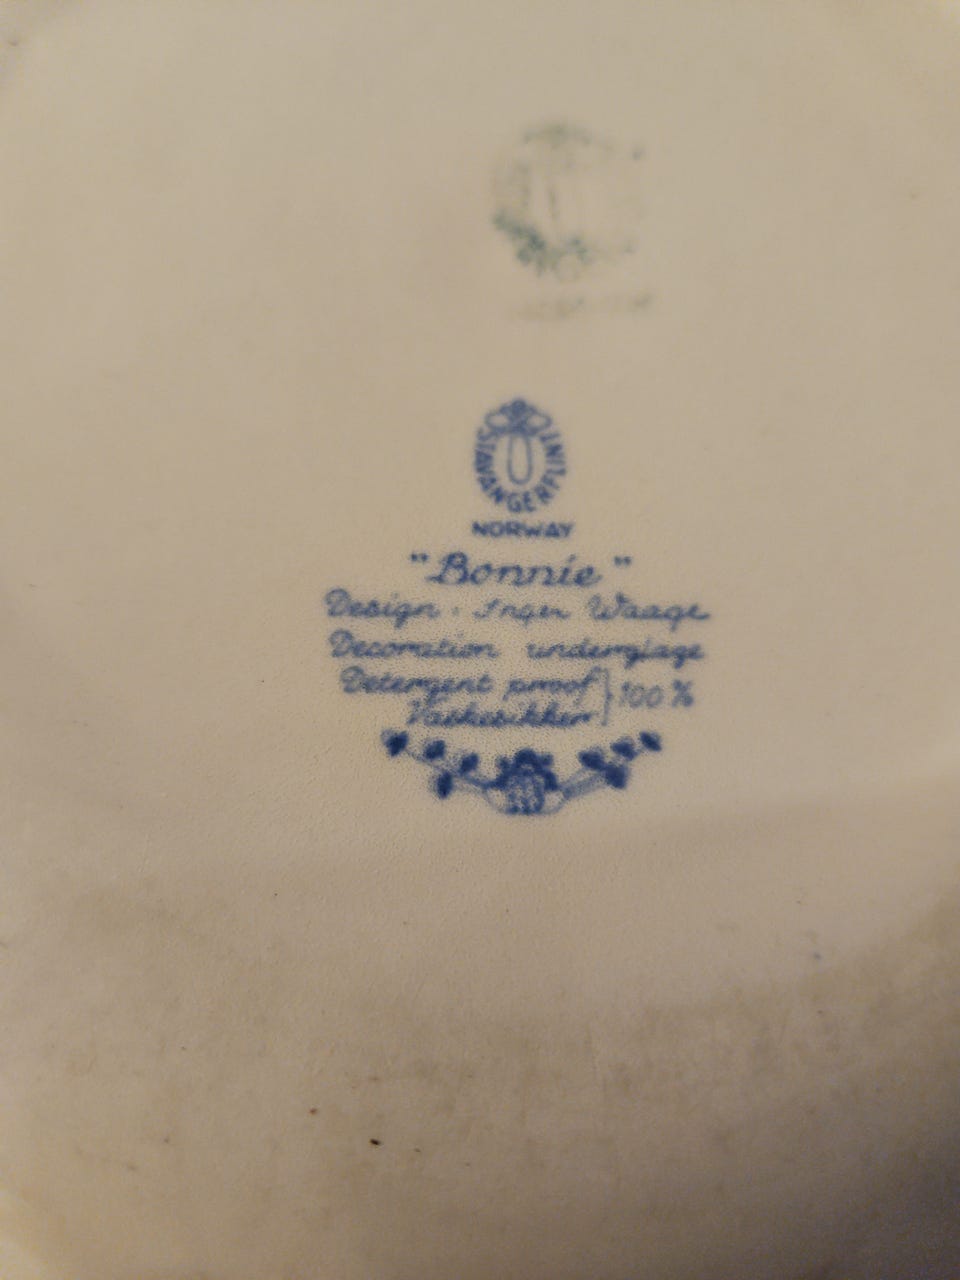 STAVANGERFLINT
NORWAY
"Bonnie"
Design. Inger Waage
Decoration underglaze
Detergent proof } 100 %
Vaskesikker